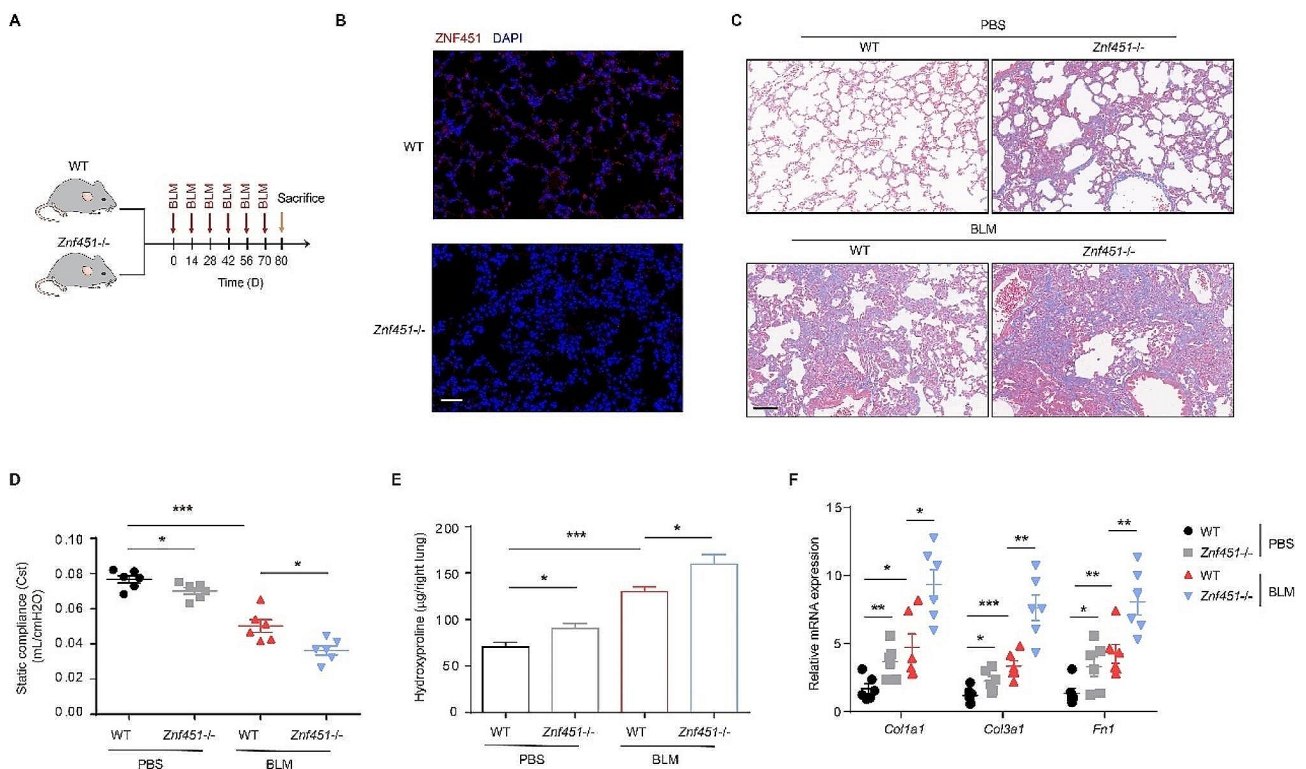 A
WT
Znf451-/-
BLM BLM BLM BLM BLM BLM
Sacrifice
0 14 28 42 56 70 80
Time (D)
B
ZNF451 DAPI
WT
Znf451-/-
C
PBS
WT Znf451-/-
BLM
WT Znf451-/-
D
***
* *
Static compliance (Cst)
(mL/cmH2O)
0.10
0.08
0.06
0.04
0.02
0.00
WT Znf451-/- WT Znf451-/-
PBS BLM
E
***
* *
Hydroxyproline (µg/right lung)
200
150
100
50
0
WT Znf451-/- WT Znf451-/-
PBS BLM
F
Relative mRNA expression
15
10
5
0
* * **
*** ** *
** * *
Col1a1 Col3a1 Fn1
WT
Znf451-/-
PBS
WT
Znf451-/-
BLM